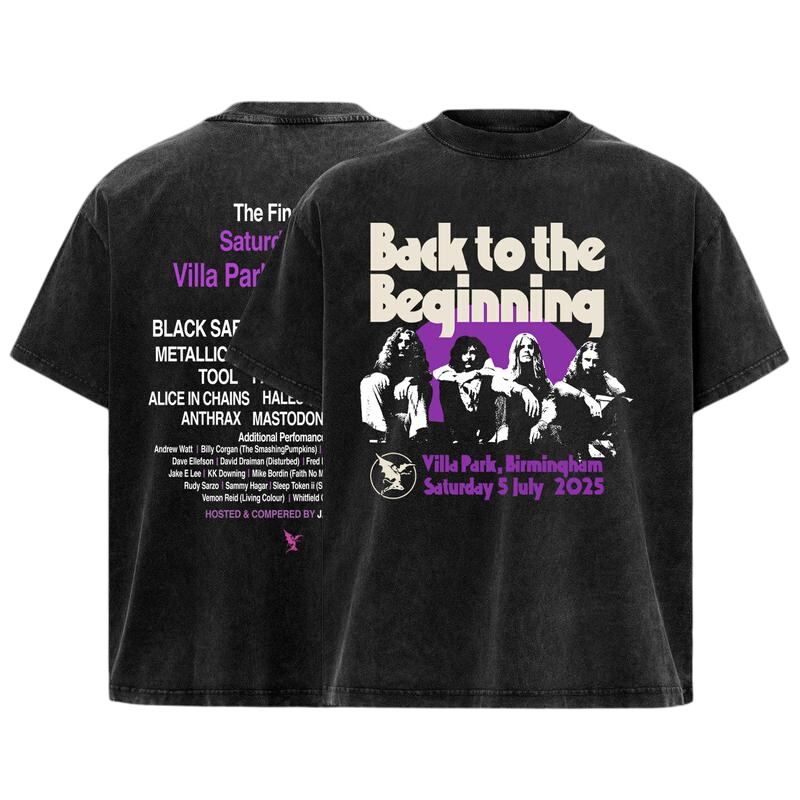 The Fin
Saturd
Villa Par
BLACK SAB
METALLIC
TOOL
ALICE IN CHAINS HALES
ANTHRAX MASTODON
Additional Perfomanc
Andrew Watt | Billy Corgan (The SmashingPumpkins) |
Dave Ellefson | David Draiman (Disturbed) | Fred
Jake E Lee | KK Downing | Mike Bordin (Faith No M
Rudy Sarzo | Sammy Hagar | Sleep Token ii (S
Vernon Reid (Living Colour) | Whitfield
HOSTED & COMPERED BY J
Back to the
Beginning
Villa Park, Birmingham
Saturday 5 July 2025